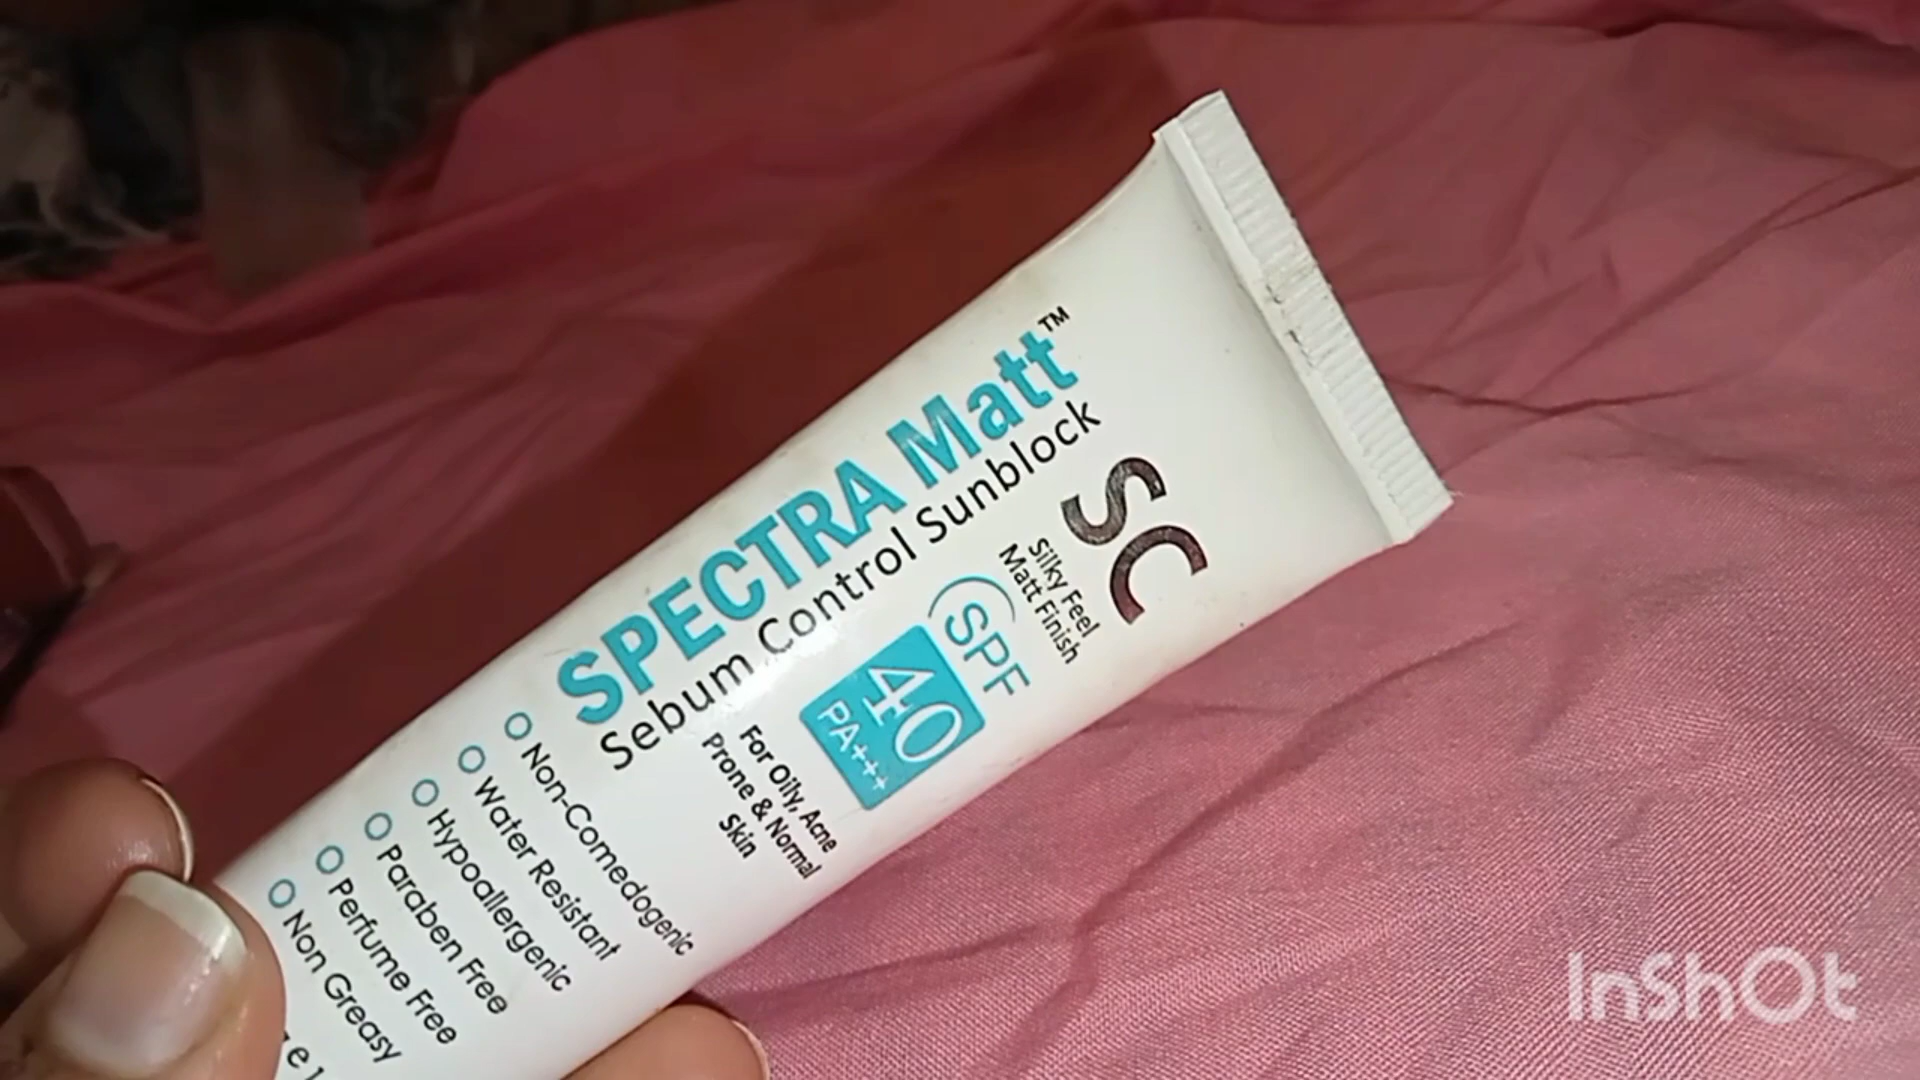 SPECTRA Matt™
Sebum Control Sunblock
SC
Silky Feel
Matt Finish
SPF
40
PA+++
For Oily, Acne
Prone & Normal
Skin
Non-Comedogenic
Water Resistant
Hypoallergenic
Paraben Free
Perfume Free
Non Greasy
InShOt